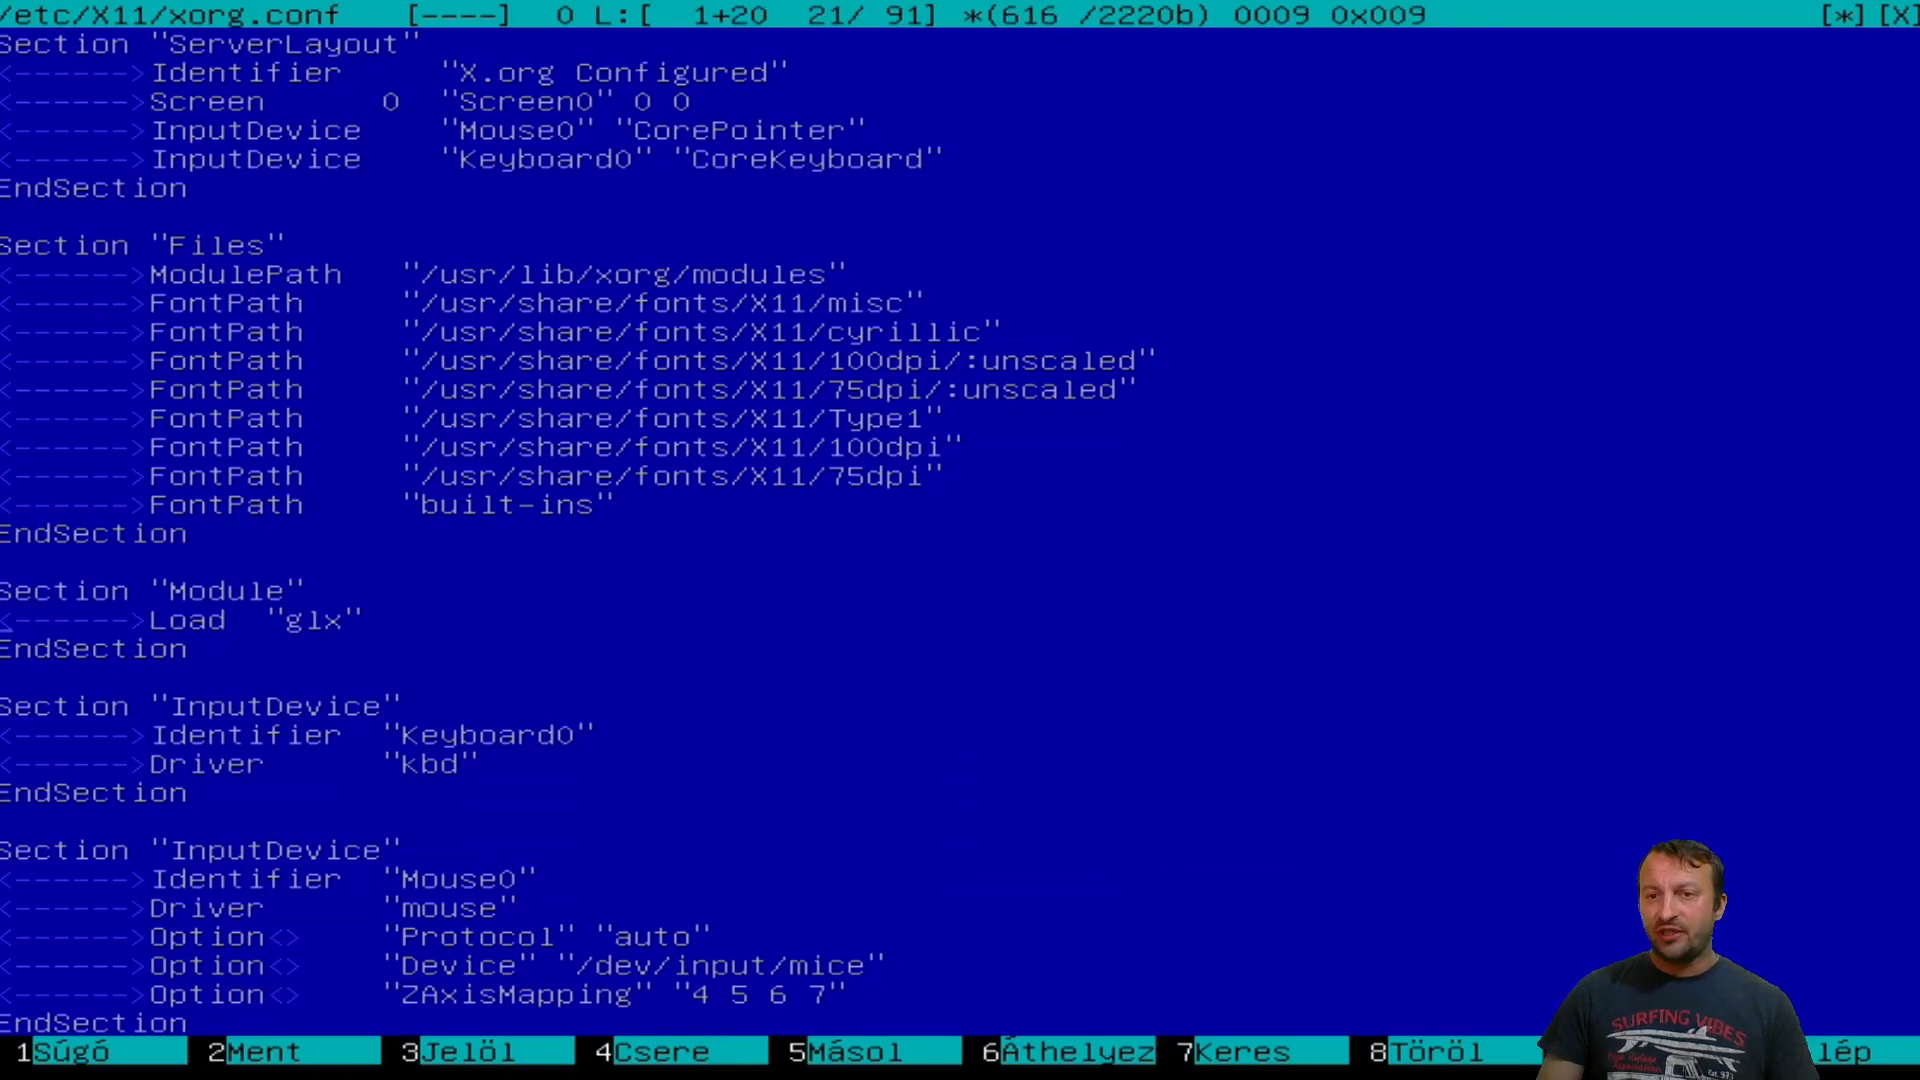 /etc/X11/xorg.conf [----] 0 L:[ 1+20 21/ 91] *(616 /2220b) 0009 0x009 [*][X]
Section "ServerLayout"
<------>Identifier "X.org Configured"
<------>Screen 0 "Screen0" 0 0
<------>InputDevice "Mouse0" "CorePointer"
<------>InputDevice "Keyboard0" "CoreKeyboard"
EndSection
Section "Files"
<------>ModulePath "/usr/lib/xorg/modules"
<------>FontPath "/usr/share/fonts/X11/misc"
<------>FontPath "/usr/share/fonts/X11/cyrillic"
<------>FontPath "/usr/share/fonts/X11/100dpi/:unscaled"
<------>FontPath "/usr/share/fonts/X11/75dpi/:unscaled"
<------>FontPath "/usr/share/fonts/X11/Type1"
<------>FontPath "/usr/share/fonts/X11/100dpi"
<------>FontPath "/usr/share/fonts/X11/75dpi"
<------>FontPath "built-ins"
EndSection
Section "Module"
<------>Load "glx"
EndSection
Section "InputDevice"
<------>Identifier "Keyboard0"
<------>Driver "kbd"
EndSection
Section "InputDevice"
<------>Identifier "Mouse0"
<------>Driver "mouse"
<------>Option<> "Protocol" "auto"
<------>Option<> "Device" "/dev/input/mice"
<------>Option<> "ZAxisMapping" "4 5 6 7"
EndSection
1Súgó 2Ment 3Jelöl 4Csere 5Másol 6Áthelyez 7Keres 8Töröl lép
SURFING VIBES